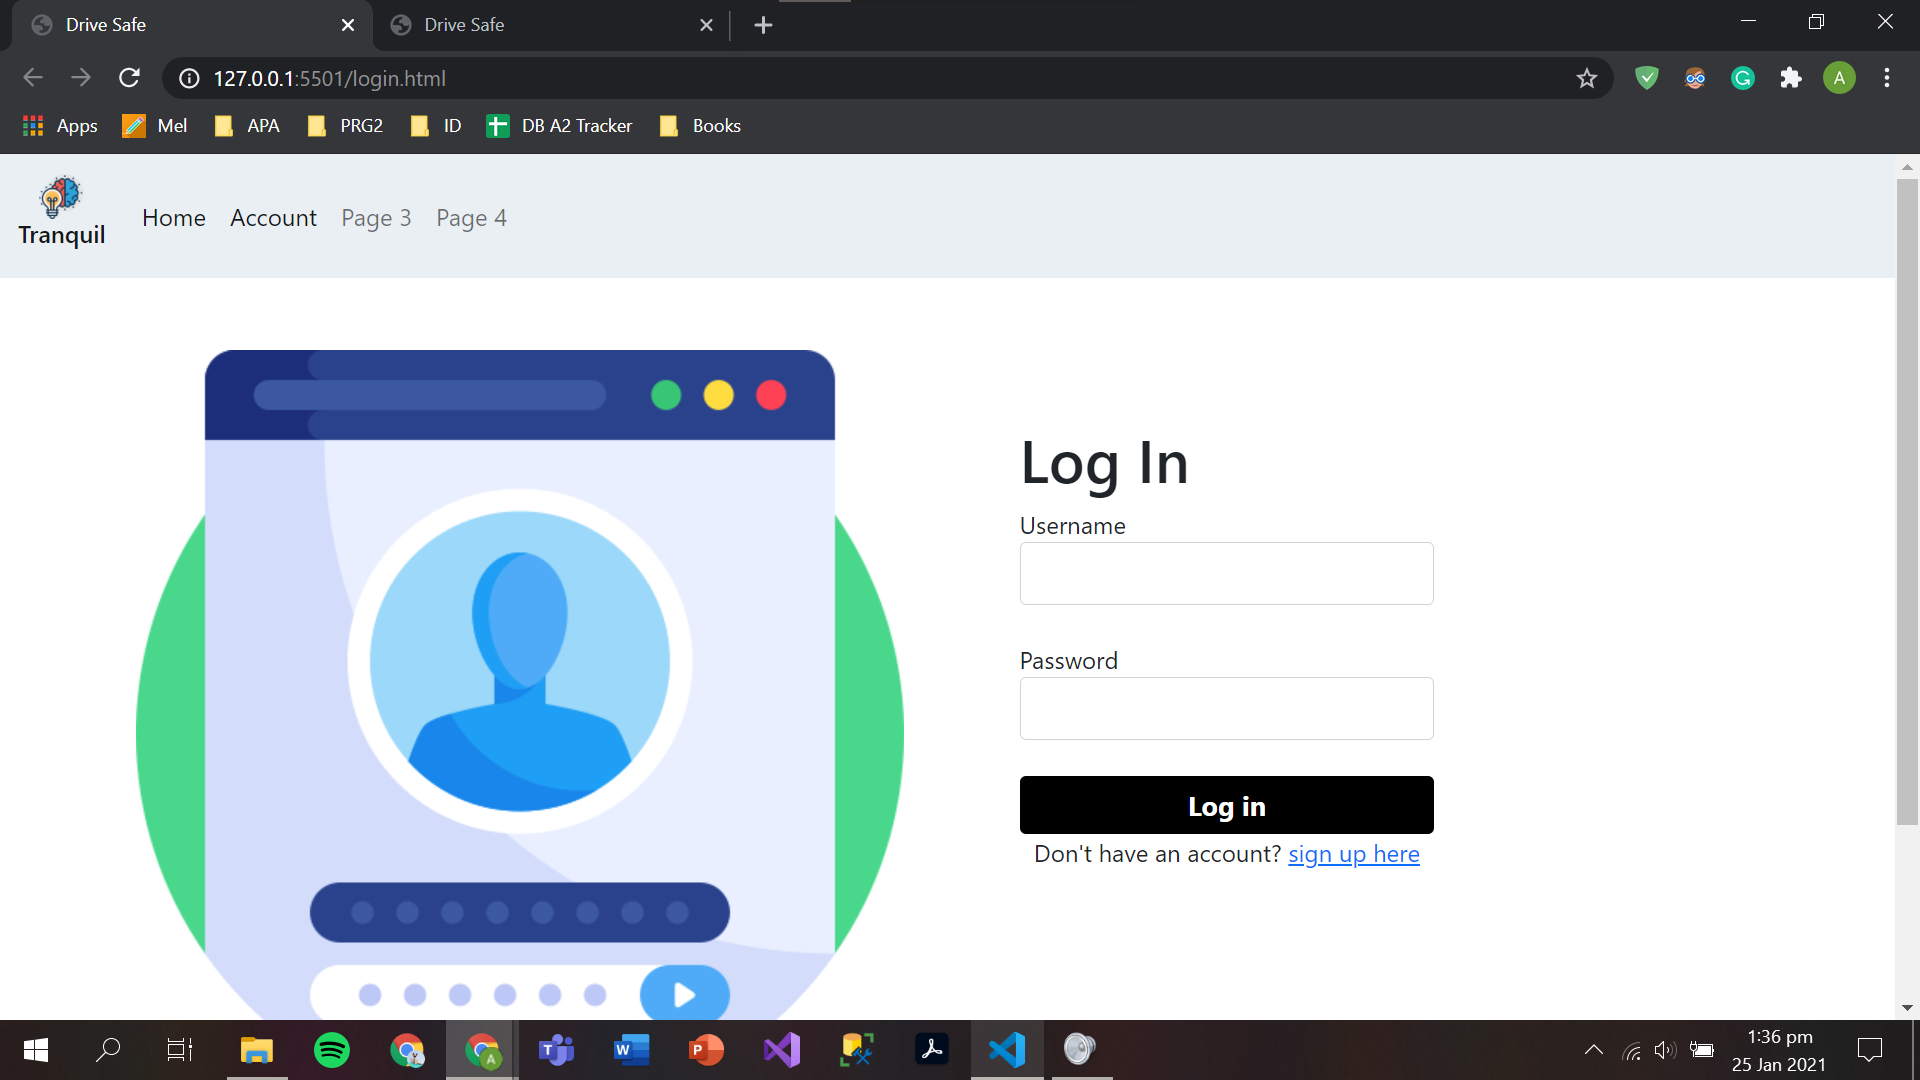 Drive Safe
Drive Safe
127.0.0.1:5501/login.html
A
Apps Mel APA PRG2 ID DB A2 Tracker Books
Tranquil
Home Account Page 3 Page 4
Log In
Username
Password
Log in
Don't have an account? sign up here
A
T
W
P
1:36 pm
25 Jan 2021